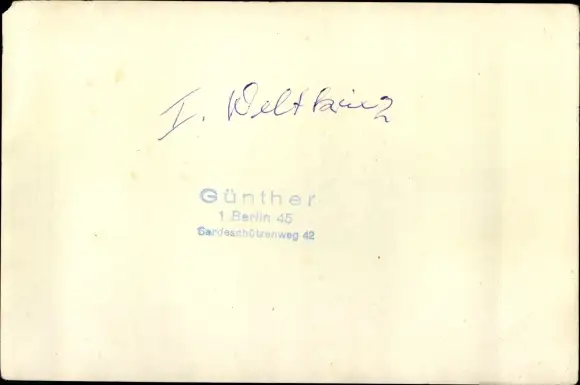 I. Weltkrieg
Günther
1 Berlin 45
Gardeschützenweg 42